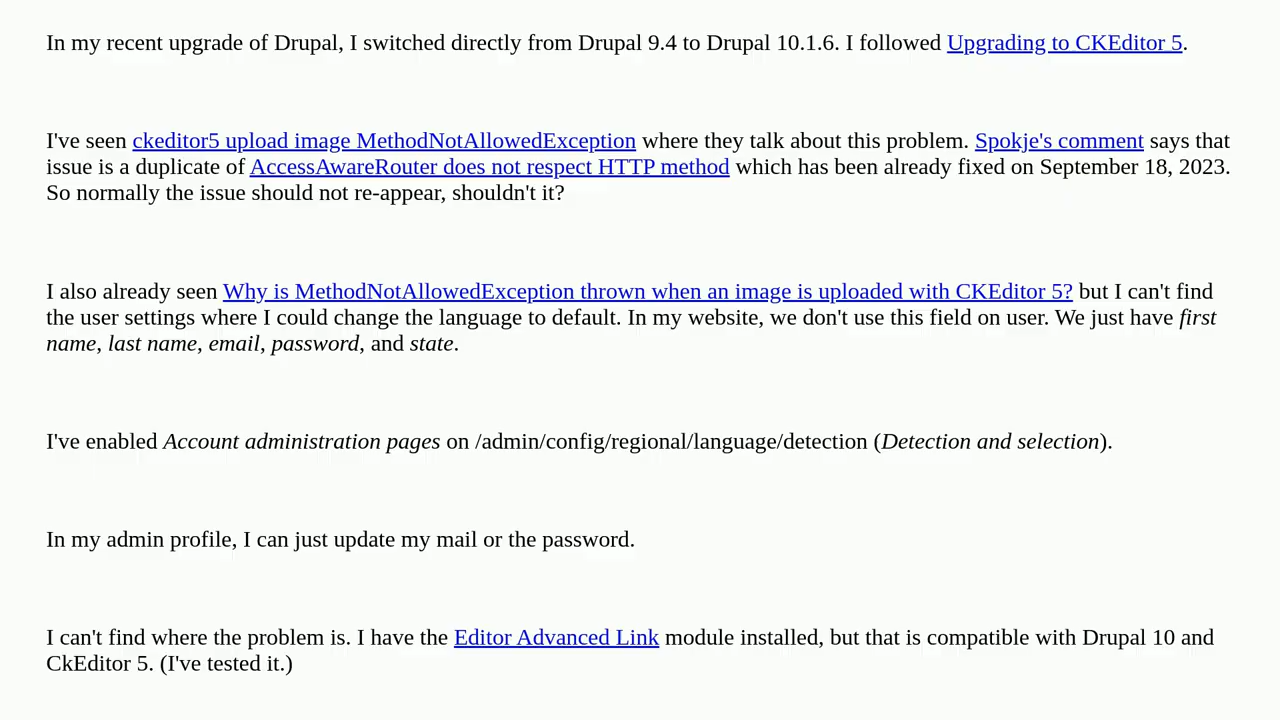 In my recent upgrade of Drupal, I switched directly from Drupal 9.4 to Drupal 10.1.6. I followed Upgrading to CKEditor 5.
I've seen ckeditor5 upload image MethodNotAllowedException where they talk about this problem. Spokje's comment says that
issue is a duplicate of AccessAwareRouter does not respect HTTP method which has been already fixed on September 18, 2023.
So normally the issue should not re-appear, shouldn't it?
I also already seen Why is MethodNotAllowedException thrown when an image is uploaded with CKEditor 5? but I can't find
the user settings where I could change the language to default. In my website, we don't use this field on user. We just have first
name, last name, email, password, and state.
I've enabled Account administration pages on /admin/config/regional/language/detection (Detection and selection).
In my admin profile, I can just update my mail or the password.
I can't find where the problem is. I have the Editor Advanced Link module installed, but that is compatible with Drupal 10 and
CkEditor 5. (I've tested it.)